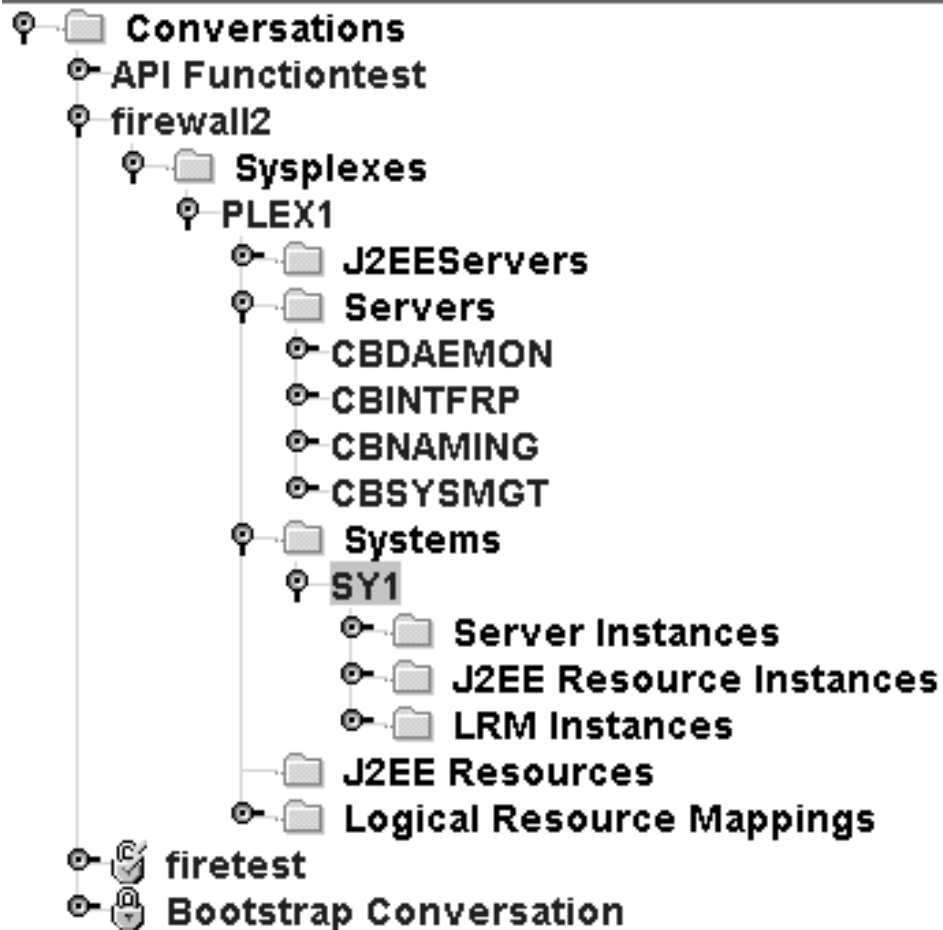 Conversations
API Functiontest
firewall2
Sysplexes
PLEX1
J2EEServers
Servers
CBDAEMON
CBINTFRP
CBNAMING
CBSYSMGT
Systems
SY1
Server Instances
J2EE Resource Instances
LRM Instances
J2EE Resources
Logical Resource Mappings
firetest
Bootstrap Conversation